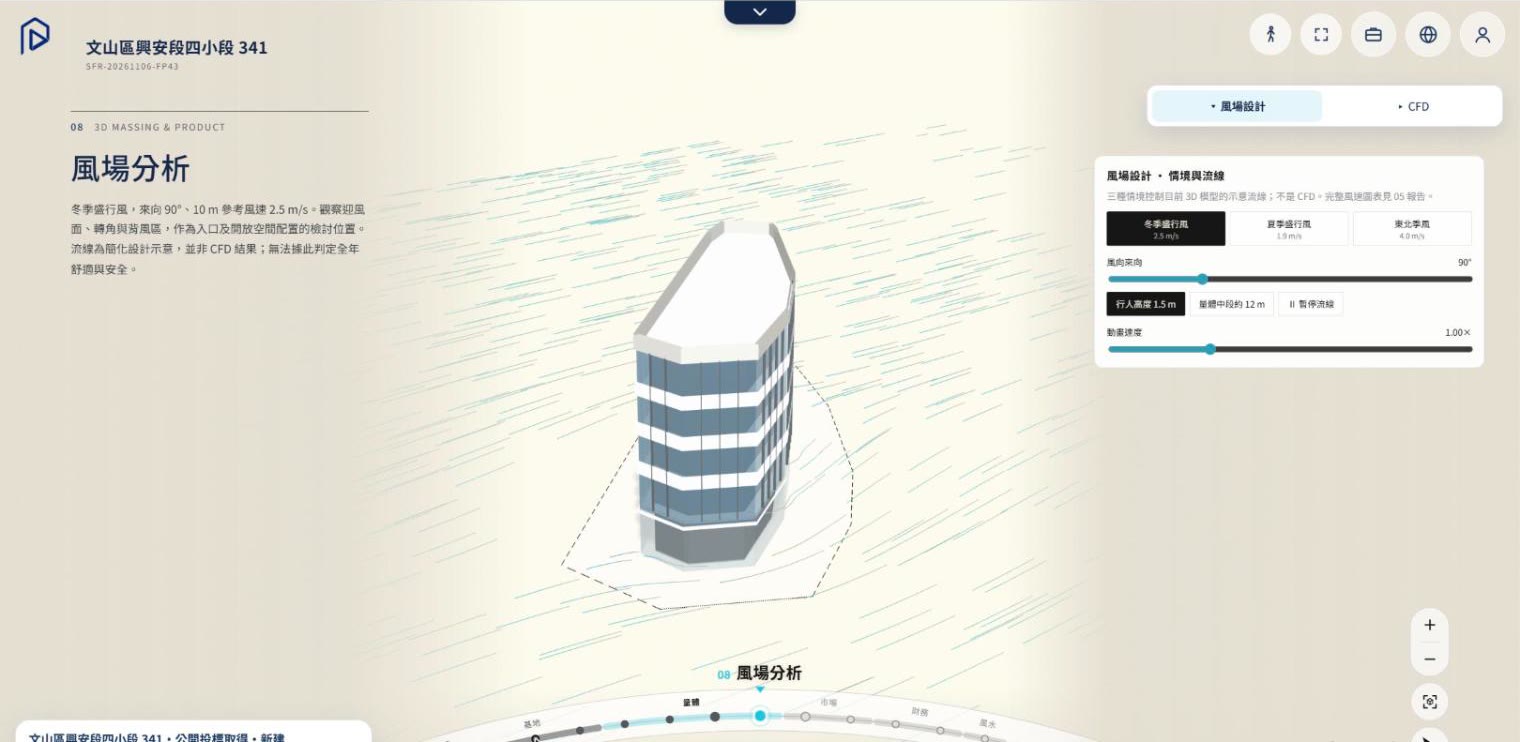 文山區興安段四小段 341
SFR-20261106-FP43
08 3D MASSING & PRODUCT
風場分析
冬季盛行風，來向 90°、10 m 參考風速 2.5 m/s。觀察迎風
面、轉角與背風區，作為入口及開放空間配置的檢討位置。
流線為簡化設計示意，並非 CFD 結果；無法據此判定全年
舒適與安全。
風場設計
CFD
風場設計 · 情境與流線
三種情境控制目前 3D 模型的示意流線；不是 CFD。完整風速圖表見 05 報告。
冬季盛行風
2.5 m/s
夏季盛行風
1.9 m/s
東北季風
4.0 m/s
風向來向 90°
行人高度 1.5 m
量體中段約 12 m
暫停流線
動畫速度 1.00×
08 風場分析
基地
量體
市場
財務
風水
文山區興安段四小段 341·公開投標取得·新建